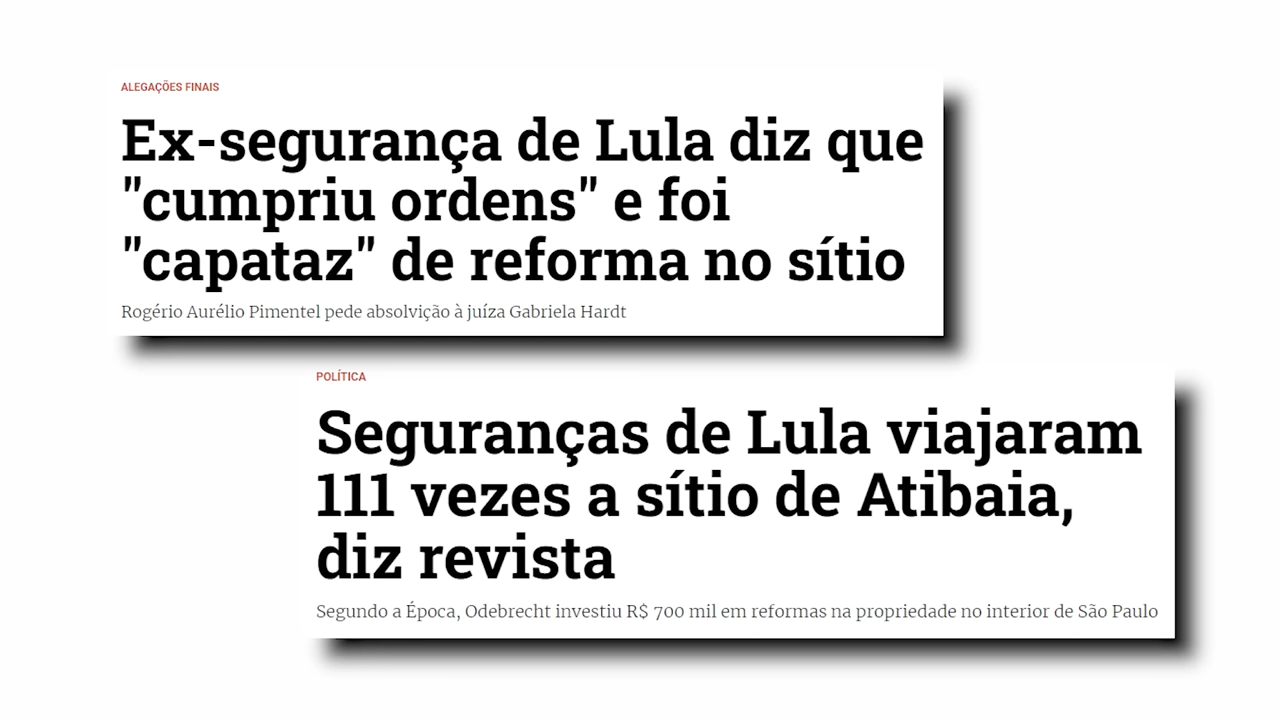 ALEGAÇÕES FINAIS
Ex-segurança de Lula diz que
"cumpriu ordens" e foi
"capataz" de reforma no sítio
Rogério Aurélio Pimentel pede absolvição à juíza Gabriela Hardt
POLÍTICA
Seguranças de Lula viajaram
111 vezes a sítio de Atibaia,
diz revista
Segundo a Época, Odebrecht investiu R$ 700 mil em reformas na propriedade no interior de São Paulo